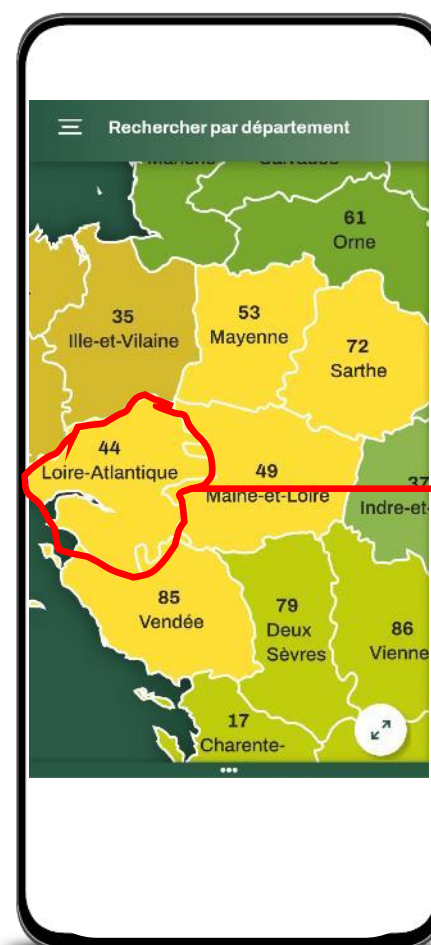 Rechercher par département
61
Orne
35
Ille-et-Vilaine
53
Mayenne
72
Sarthe
44
Loire-Atlantique
49
Maine-et-Loire
37
Indre-et-
85
Vendée
79
Deux
Sèvres
86
Vienne
17
Charente-